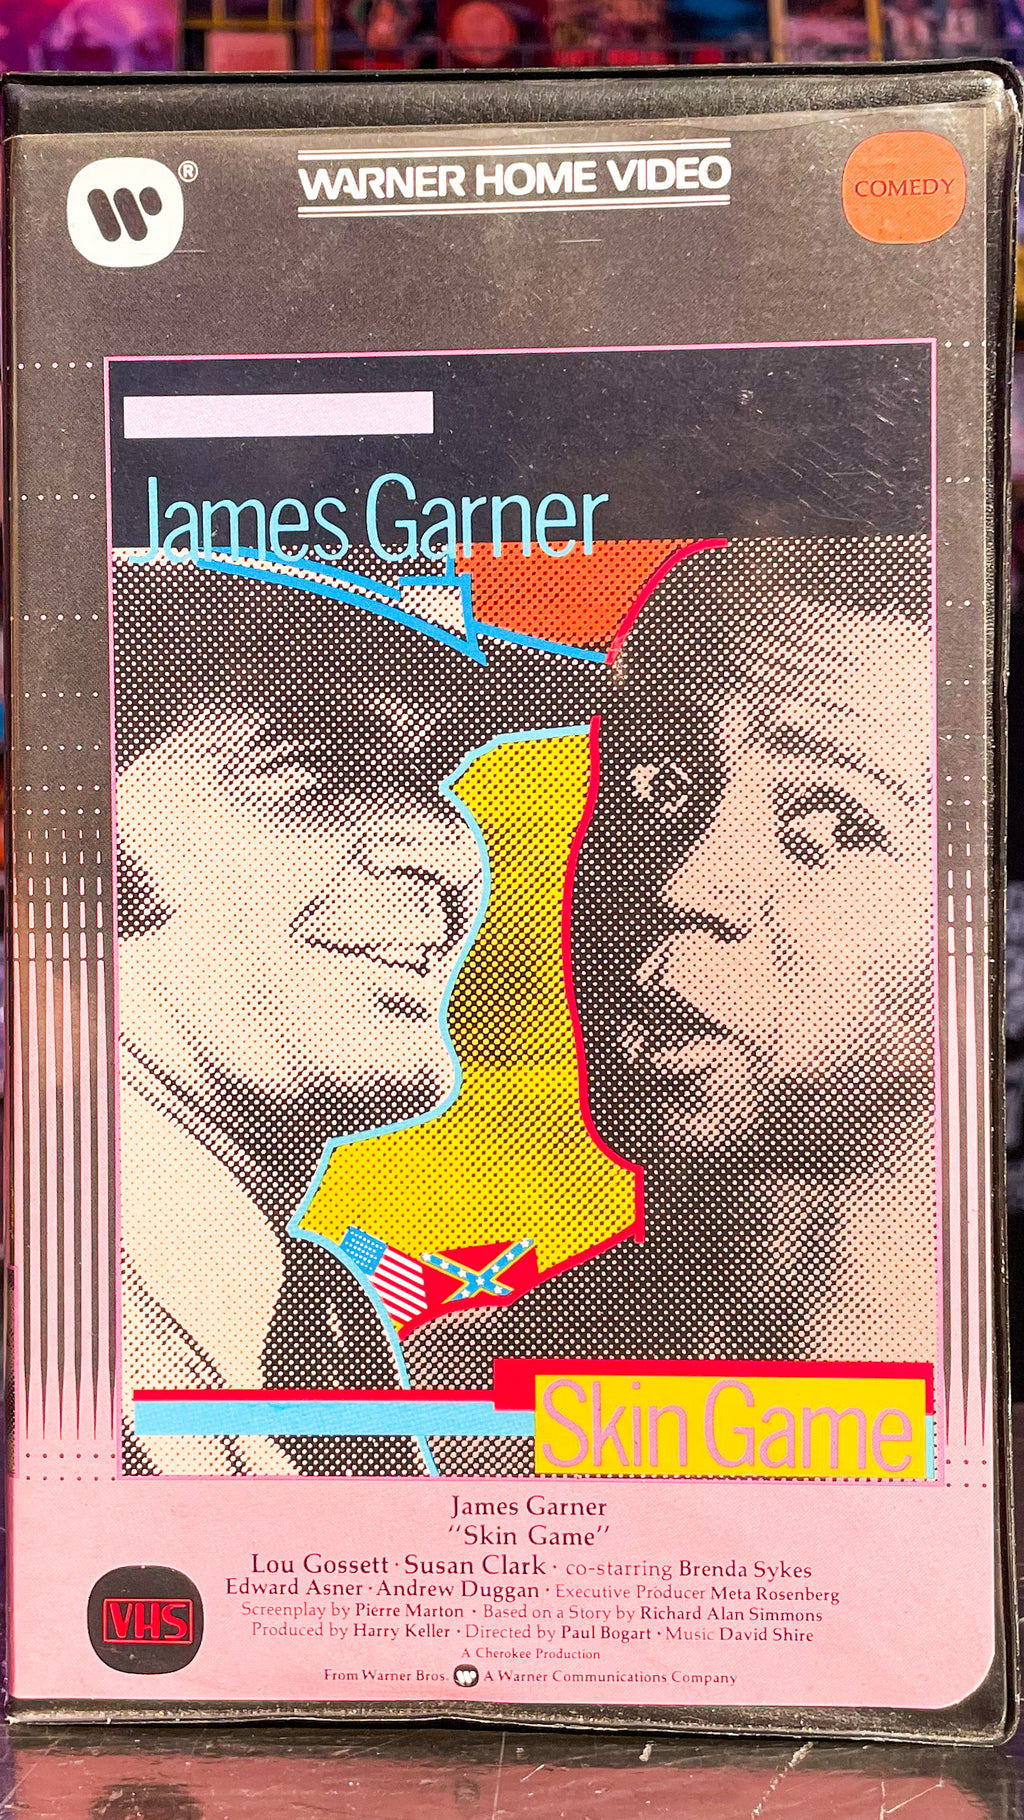 WARNER HOME VIDEO
®
COMEDY
James Garner
Skin Game
James Garner
"Skin Game"
Lou Gossett · Susan Clark · co-starring Brenda Sykes
Edward Asner · Andrew Duggan · Executive Producer Meta Rosenberg
Screenplay by Pierre Marton · Based on a Story by Richard Alan Simmons
Produced by Harry Keller · Directed by Paul Bogart · Music David Shire
A Cherokee Production
From Warner Bros. A Warner Communications Company
VHS